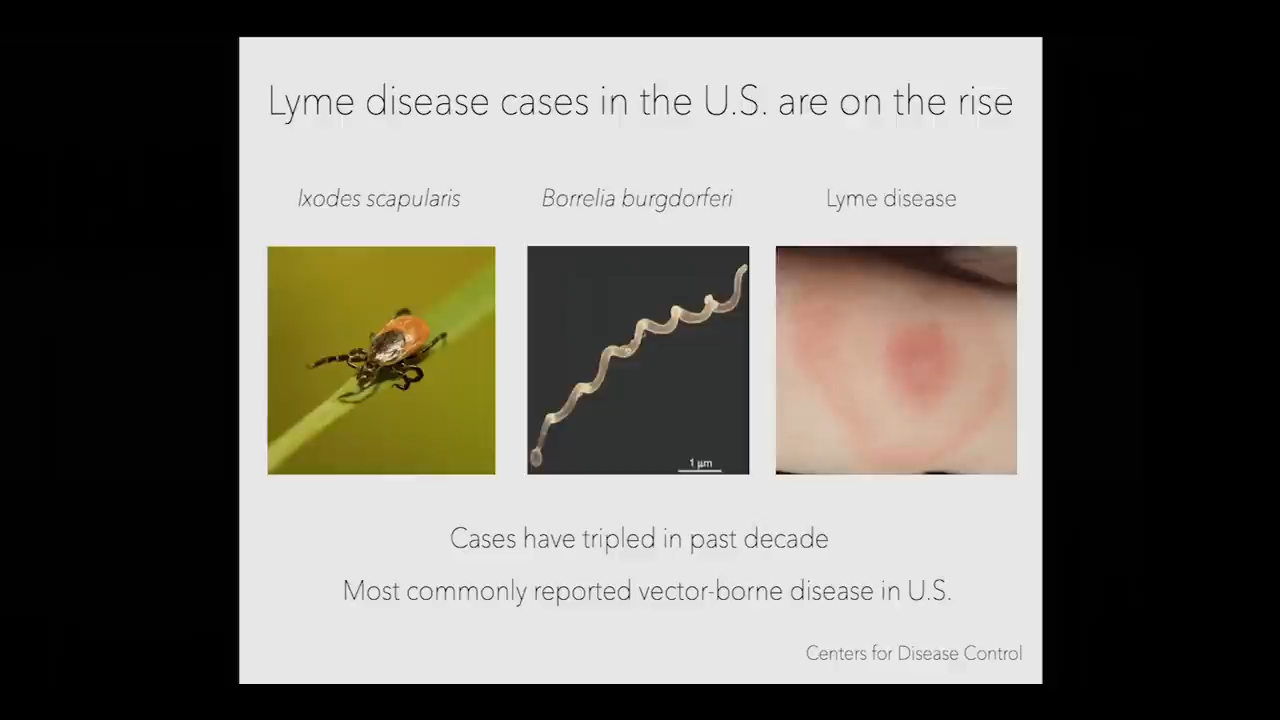 Lyme disease cases in the U.S. are on the rise
Ixodes scapularis
Borrelia burgdorferi
Lyme disease
1 µm
Cases have tripled in past decade
Most commonly reported vector-borne disease in U.S.
Centers for Disease Control